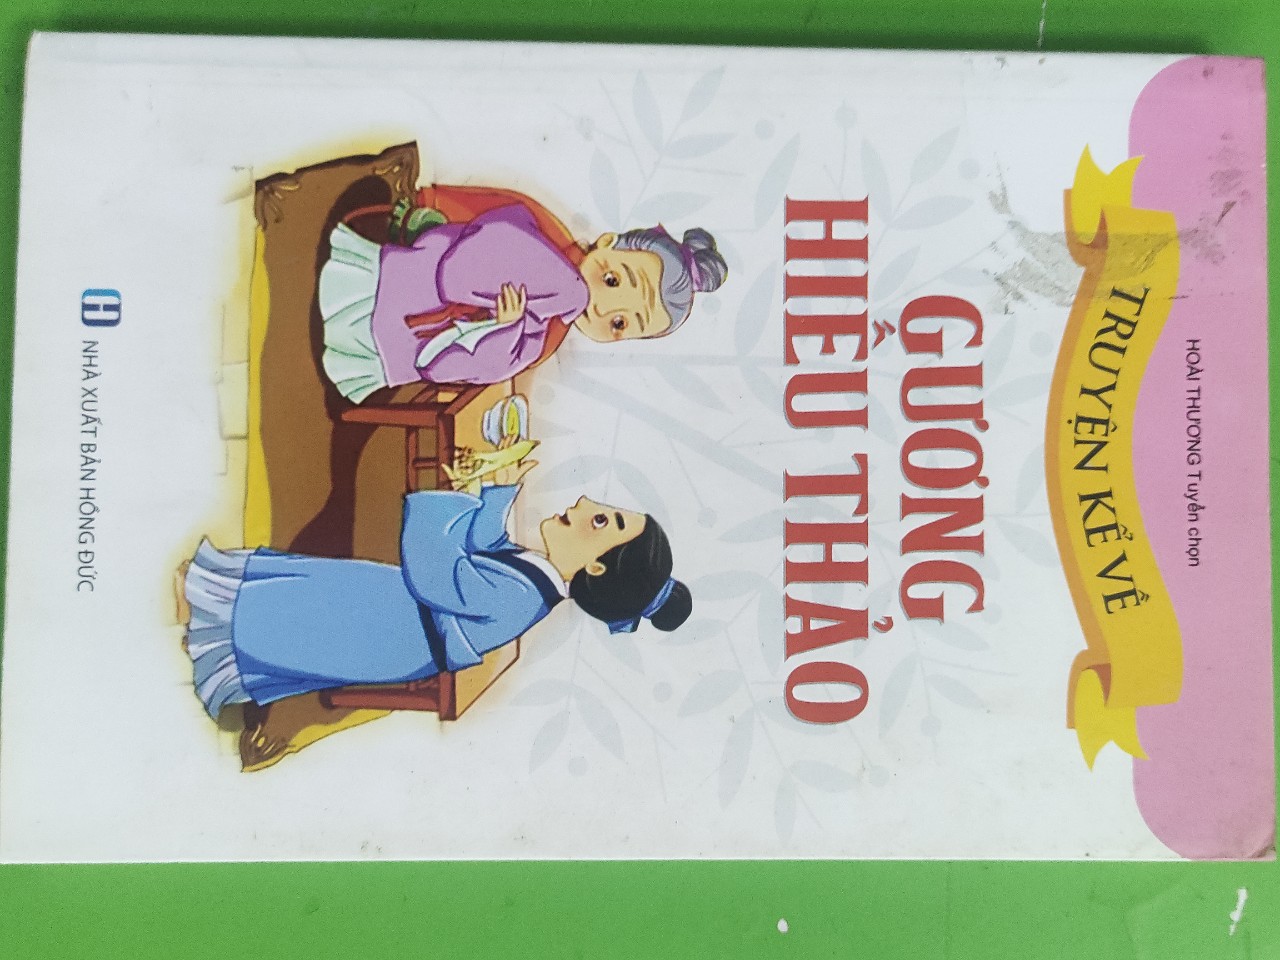 HOÀI THƯƠNG Tuyển chọn
TRUYỆN KỂ VỀ
GƯƠNG
HIẾU THẢO
NHÀ XUẤT BẢN HỒNG ĐỨC